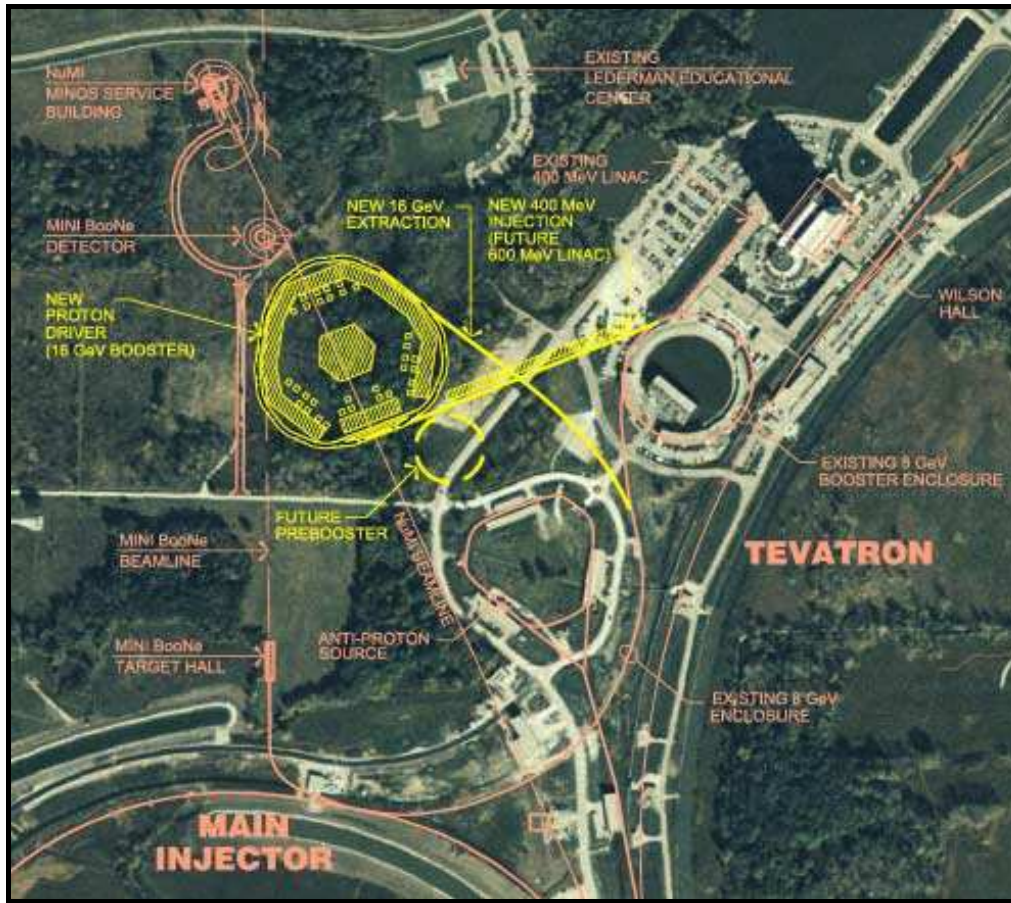 NuMI
MINOS SERVICE
BUILDING
EXISTING
LEDERMAN EDUCATIONAL
CENTER
EXISTING
400 MeV LINAC
NEW 16 GeV
EXTRACTION
NEW 400 MeV
INJECTION
(FUTURE
600 MeV LINAC)
MINI BooNe
DETECTOR
NEW
PROTON
DRIVER
(16 GeV BOOSTER)
WILSON
HALL
EXISTING 8 GeV
BOOSTER ENCLOSURE
FUTURE
PREBOOSTER
NuMI BEAMLINE
MINI BooNe
BEAMLINE
TEVATRON
ANTI-PROTON
SOURCE
MINI BooNe
TARGET HALL
EXISTING 8 GeV
ENCLOSURE
MAIN
INJECTOR